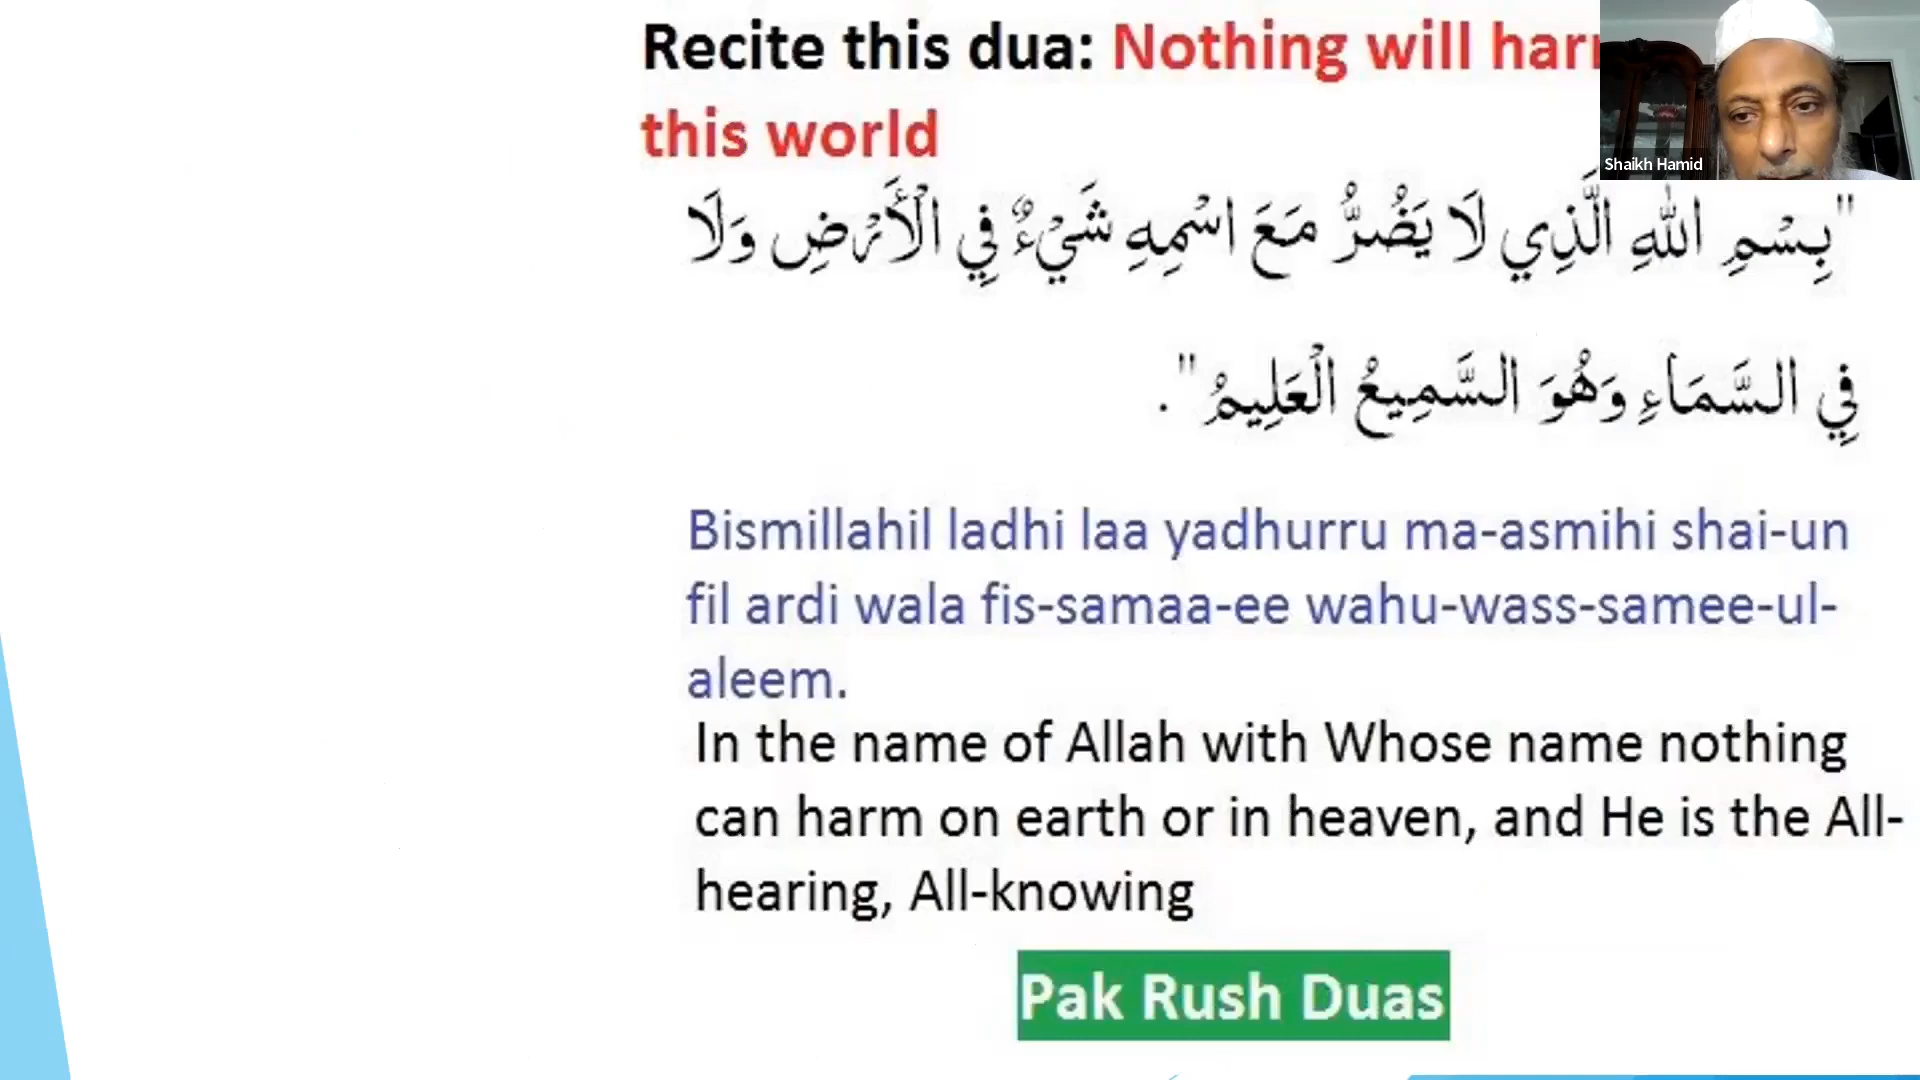 Recite this dua: Nothing will
this world
Shaikh Hamid
"بِسْمِ اللهِ الَّذِي لَا يَضُرُّ مَعَ اسْمِهِ شَيْءٌ فِي الْأَرْضِ وَلَا
فِي السَّمَاءِ وَهُوَ السَّمِيعُ الْعَلِيمُ".
Bismillahil ladhi laa yadhurru ma-asmihi shai-un
fil ardi wala fis-samaa-ee wahu-wass-samee-ul-
aleem.
In the name of Allah with Whose name nothing
can harm on earth or in heaven, and He is the All-
hearing, All-knowing
Pak Rush Duas